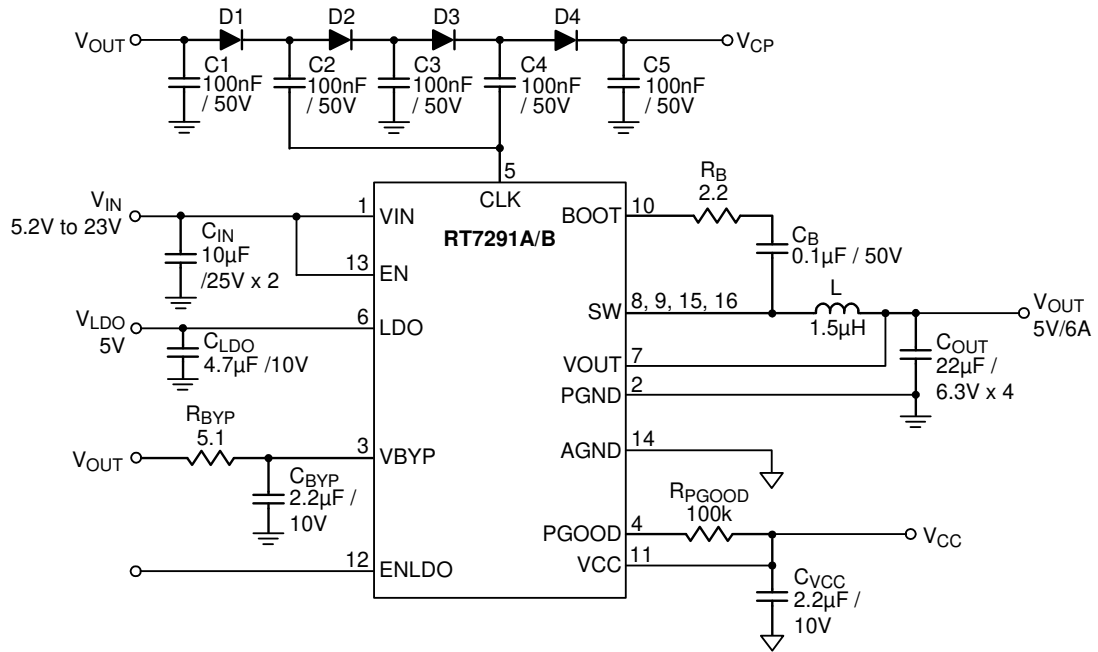 D1
D2
D3
D4
VOUT
VCP
C1
100nF
/ 50V
C2
100nF
/ 50V
C3
100nF
/ 50V
C4
100nF
/ 50V
C5
100nF
/ 50V
5
CLK
RT7291A/B
VIN
5.2V to 23V
1
VIN
CIN
10µF
/25V x 2
13
EN
VLDO
5V
6
LDO
CLDO
4.7µF /10V
RBYP
5.1
VOUT
3
VBYP
CBYP
2.2µF /
10V
12
ENLDO
BOOT
10
RB
2.2
CB
0.1µF / 50V
SW
8, 9, 15, 16
L
1.5µH
VOUT
5V/6A
VOUT
7
COUT
22µF /
6.3V x 4
PGND
2
AGND
14
RPGOOD
100k
PGOOD
4
VCC
VCC
11
CVCC
2.2µF /
10V